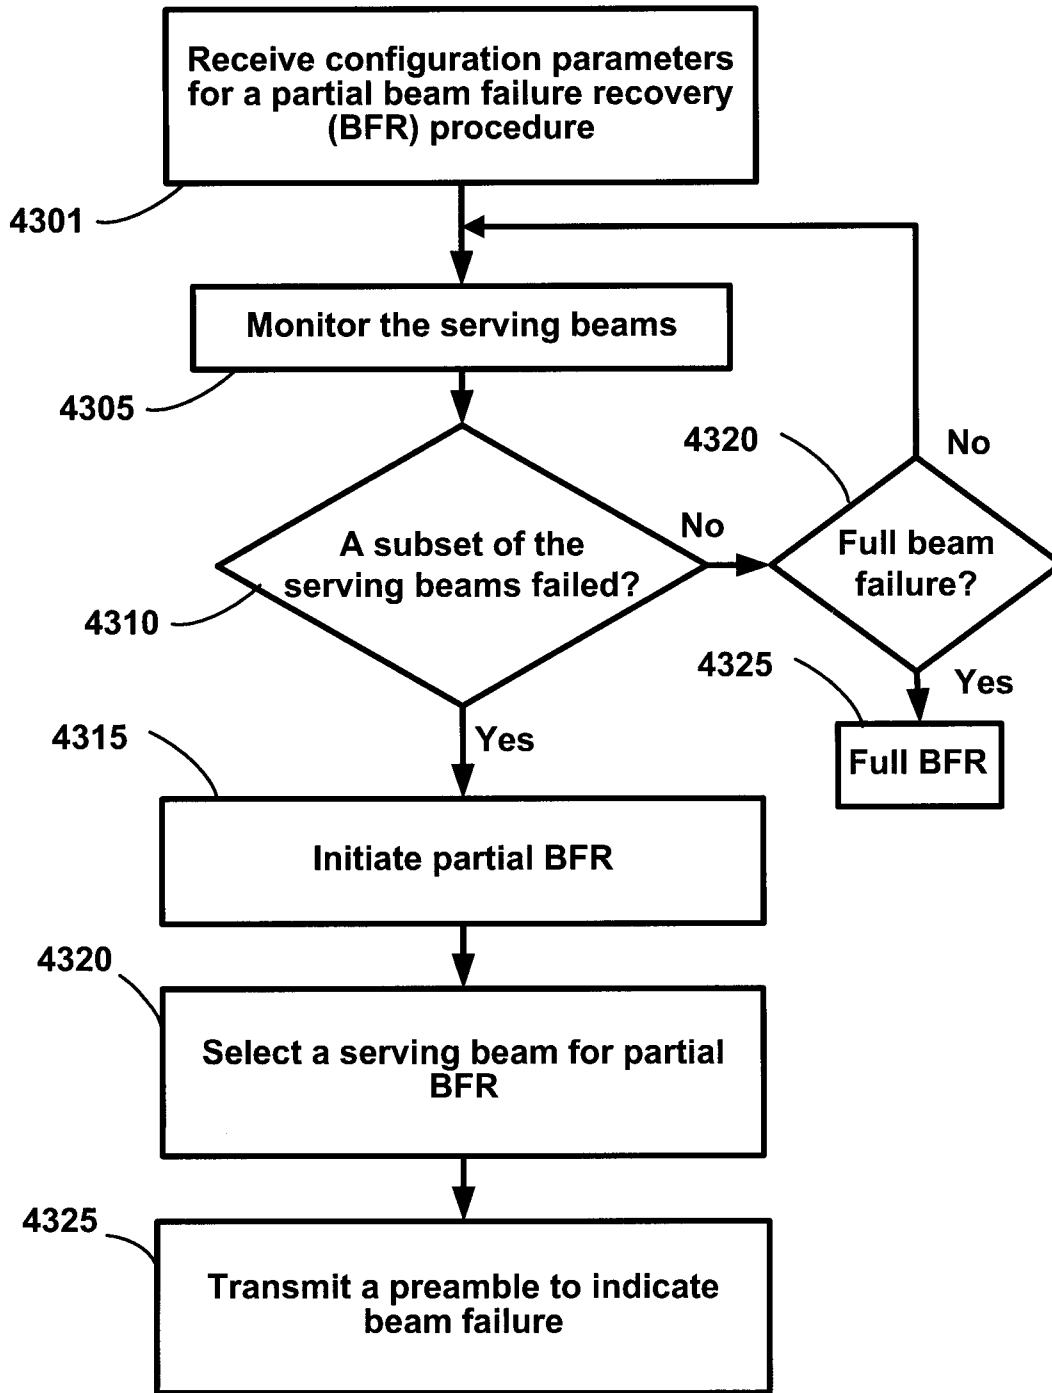 Receive configuration parameters
for a partial beam failure recovery
(BFR) procedure
4301
Monitor the serving beams
4305
4320
No
A subset of the
serving beams failed?
No
Full beam
failure?
4310
4325
Yes
Yes
4315
Full BFR
Initiate partial BFR
4320
Select a serving beam for partial
BFR
4325
Transmit a preamble to indicate
beam failure